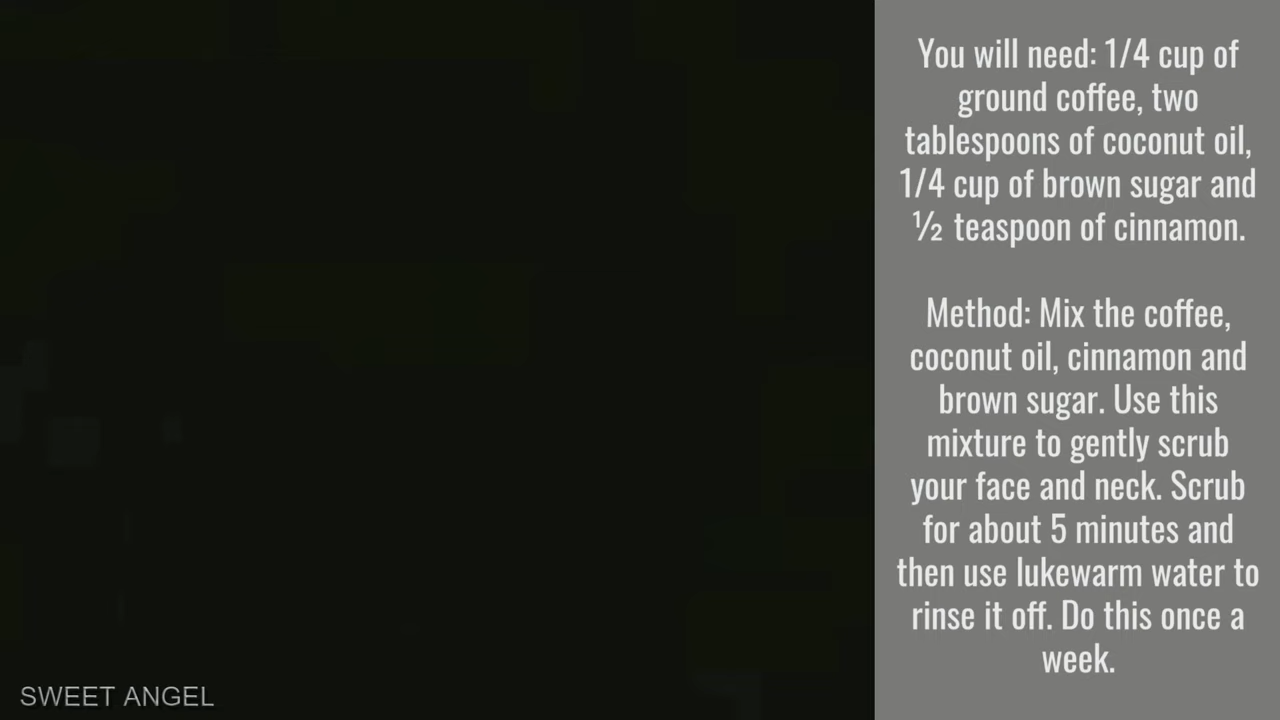 You will need: 1/4 cup of
ground coffee, two
tablespoons of coconut oil,
1/4 cup of brown sugar and
½ teaspoon of cinnamon.
Method: Mix the coffee,
coconut oil, cinnamon and
brown sugar. Use this
mixture to gently scrub
your face and neck. Scrub
for about 5 minutes and
then use lukewarm water to
rinse it off. Do this once a
week.
SWEET ANGEL